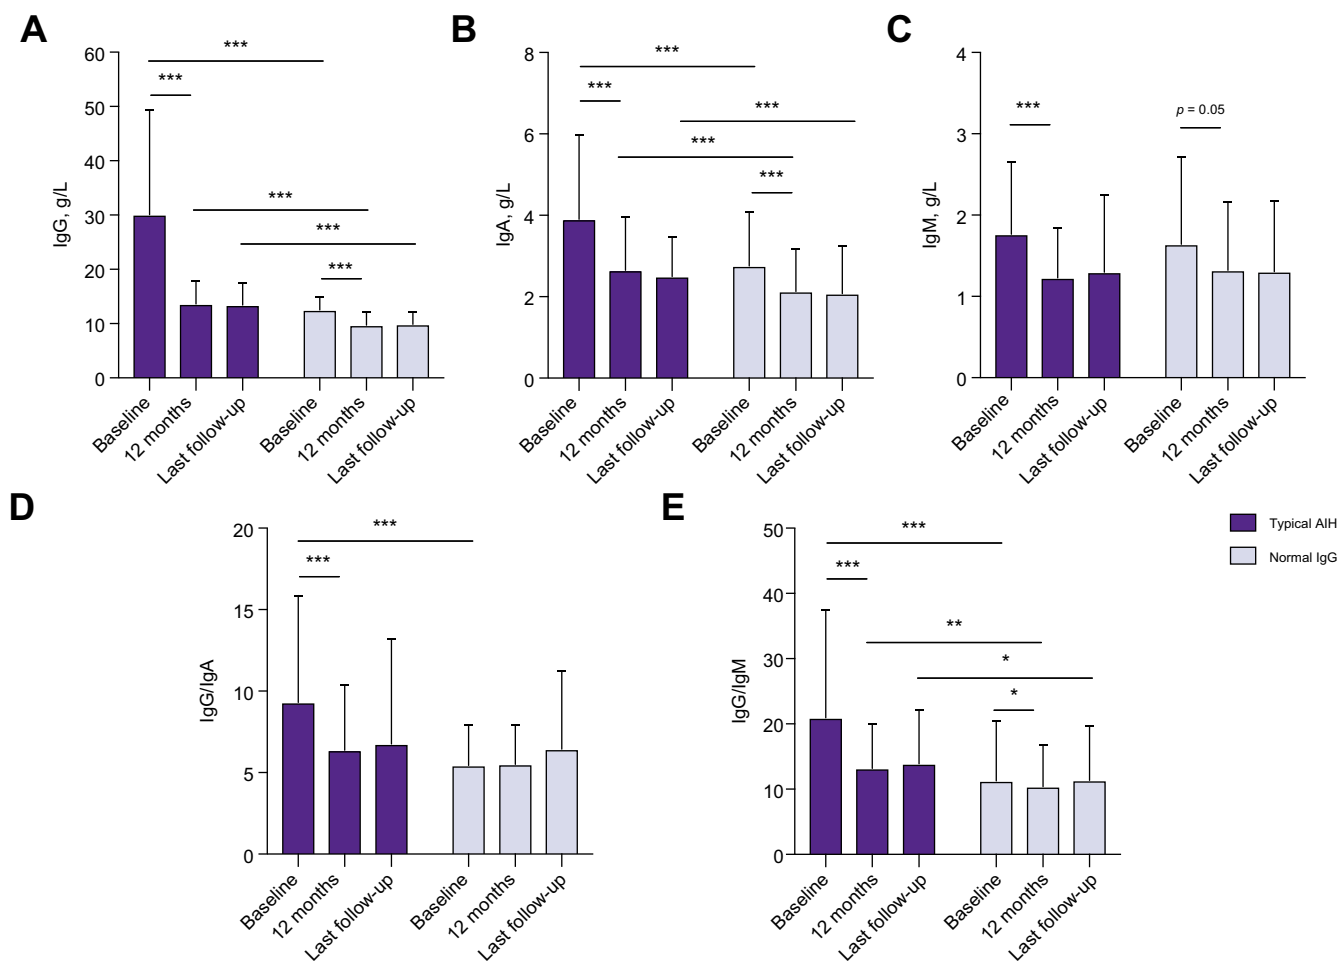 A
IgG, g/L
60
50
40
30
20
10
0
***
***
***
***
***
Baseline
12 months
Last follow-up
Baseline
12 months
Last follow-up
B
IgA, g/L
8
6
4
2
0
***
***
***
***
***
Baseline
12 months
Last follow-up
Baseline
12 months
Last follow-up
C
IgM, g/L
4
3
2
1
0
***
p = 0.05
Baseline
12 months
Last follow-up
Baseline
12 months
Last follow-up
D
IgG/IgA
20
15
10
5
0
***
***
Baseline
12 months
Last follow-up
Baseline
12 months
Last follow-up
E
IgG/IgM
50
40
30
20
10
0
***
***
**
*
*
Baseline
12 months
Last follow-up
Baseline
12 months
Last follow-up
Typical AIH
Normal IgG